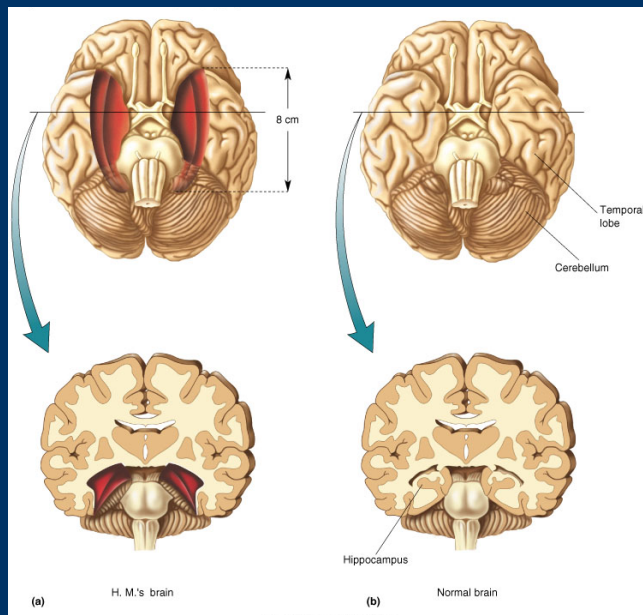 8 cm
Temporal
lobe
Cerebellum
Hippocampus
H. M.'s brain
Normal brain
(a)
(b)